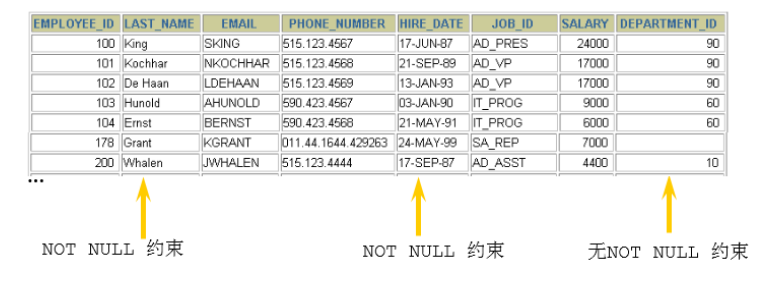 EMPLOYEE_ID LAST_NAME EMAIL PHONE_NUMBER HIRE_DATE JOB_ID SALARY DEPARTMENT_ID
100 King SKING 515.123.4567 17-JUN-87 AD_PRES 24000 90
101 Kochhar NKOCHHAR 515.123.4568 21-SEP-89 AD_VP 17000 90
102 De Haan LDEHAAN 515.123.4569 13-JAN-93 AD_VP 17000 90
103 Hunold AHUNOLD 590.423.4567 03-JAN-90 IT_PROG 9000 60
104 Ernst BERNST 590.423.4568 21-MAY-91 IT_PROG 6000 60
178 Grant KGRANT 011.44.1644.429263 24-MAY-99 SA_REP 7000
200 Whalen JWHALEN 515.123.4444 17-SEP-87 AD_ASST 4400 10
...
NOT NULL 约束 NOT NULL 约束 无NOT NULL 约束